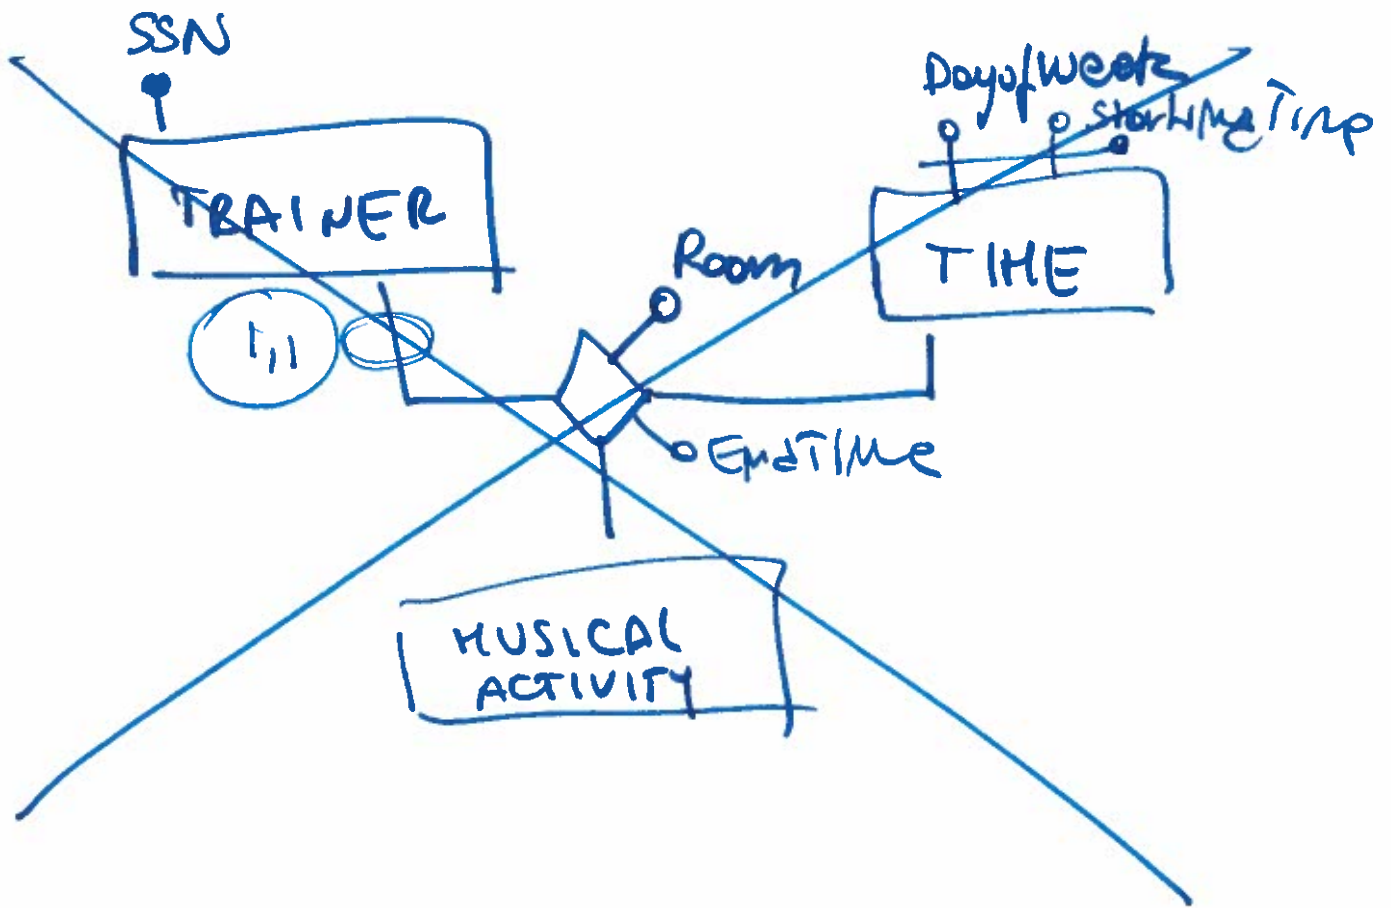 SSN
DayofWeek
StartingTime
TRAINER
TIME
Room
1,1
EndTime
MUSICAL
ACTIVITY